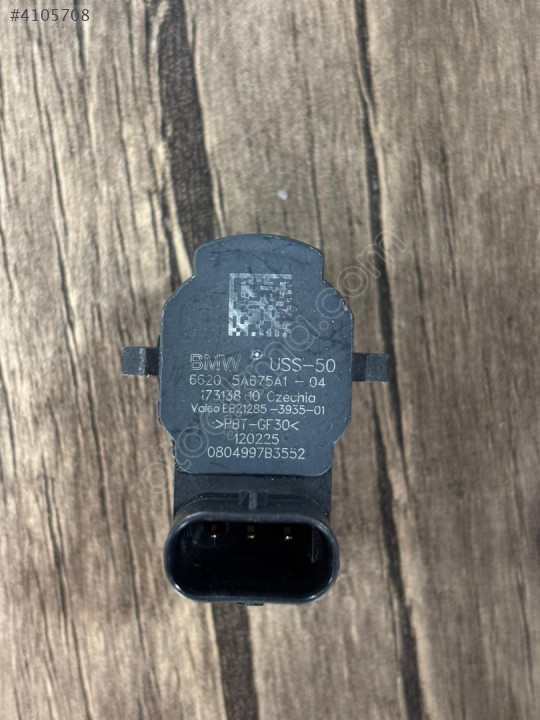 #4105708
BMW USS-50
6620 5A675A1 - 04
173138 10 Czechia
Valeo EB21285-3935-01
>PBT-GF30<
120225
0804997B3552